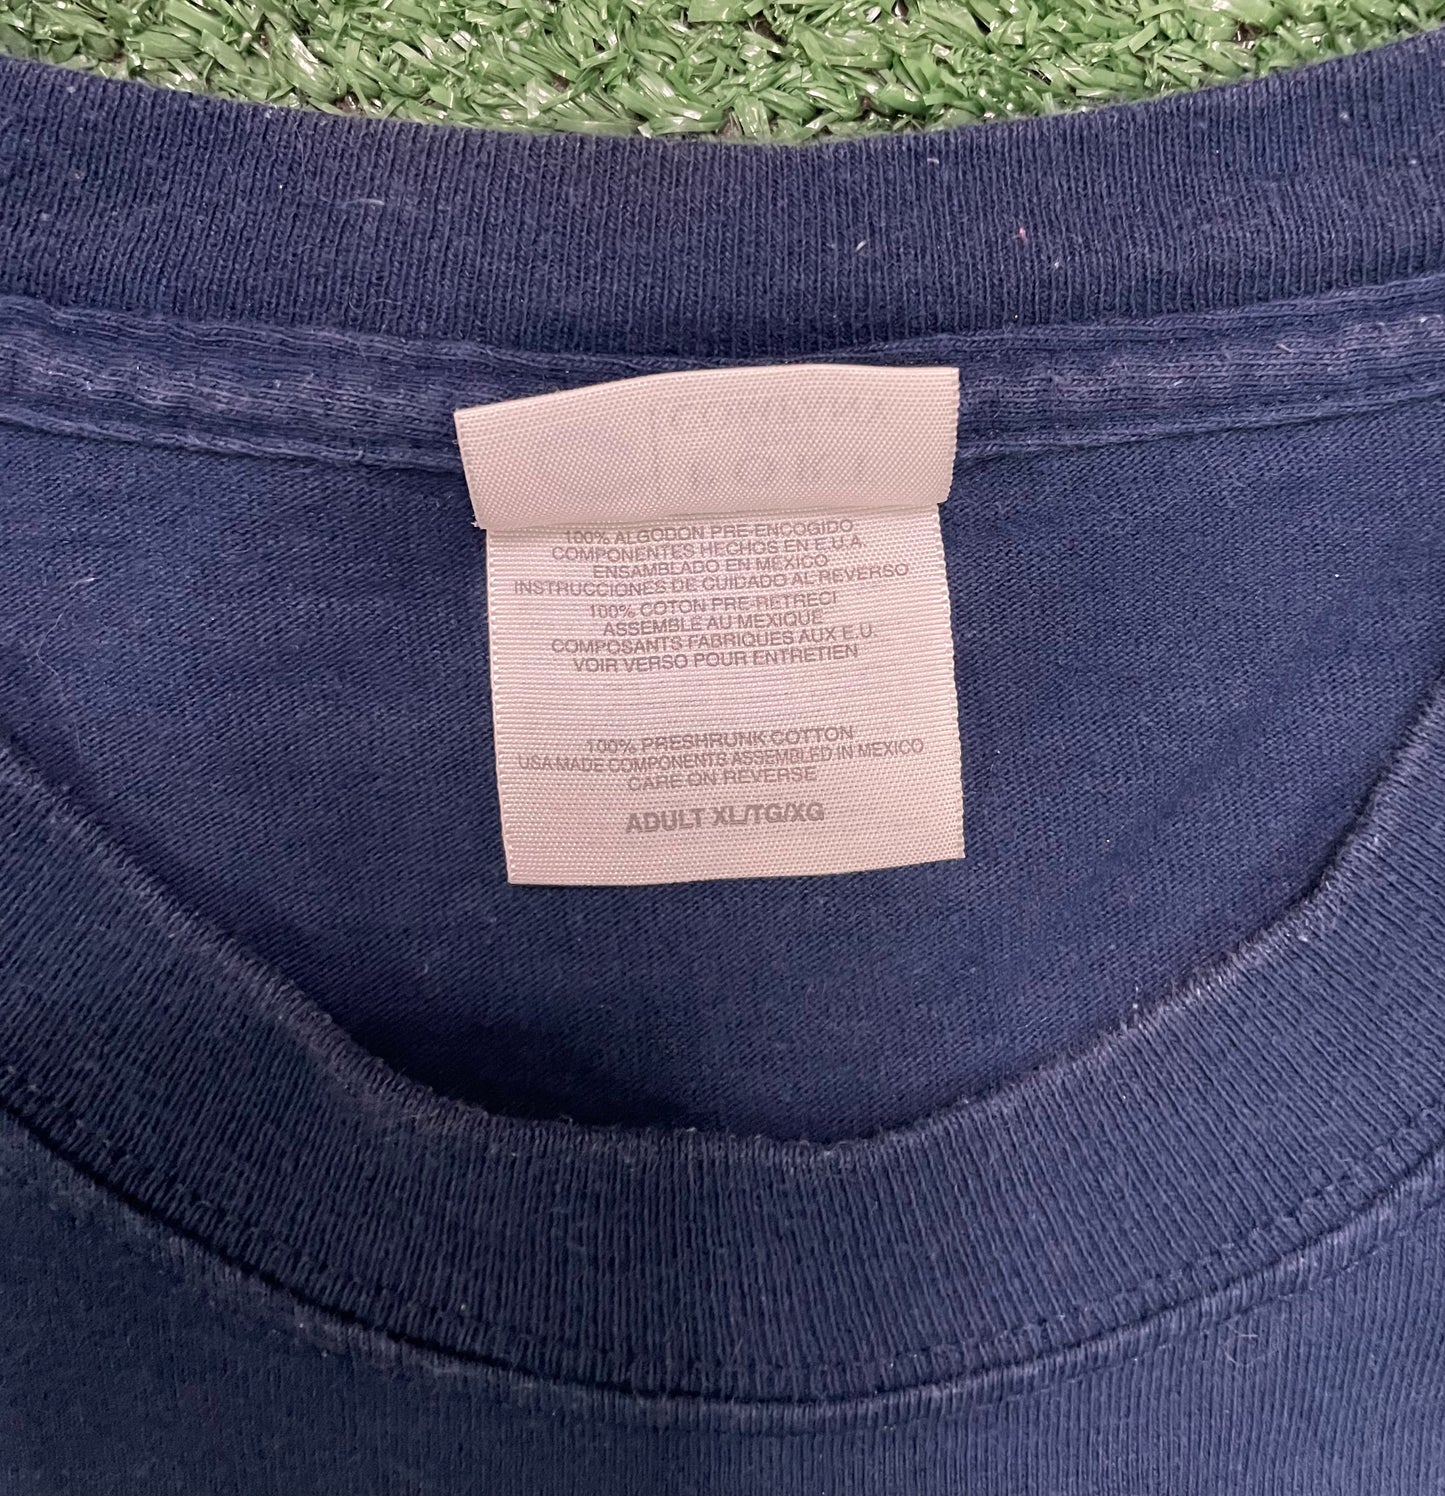 100% ALGODON PRE-ENCOGIDO
COMPONENTES HECHOS EN E.U.A.
ENSAMBLADO EN MEXICO
INSTRUCCIONES DE CUIDADO AL REVERSO
100% COTON PRE-RETRECI
ASSEMBLE AU MEXIQUE
COMPOSANTS FABRIQUES AUX E.U.
VOIR VERSO POUR ENTRETIEN
100% PRESHRUNK COTTON
USA MADE COMPONENTS ASSEMBLED IN MEXICO
CARE ON REVERSE
ADULT XL/TG/XG